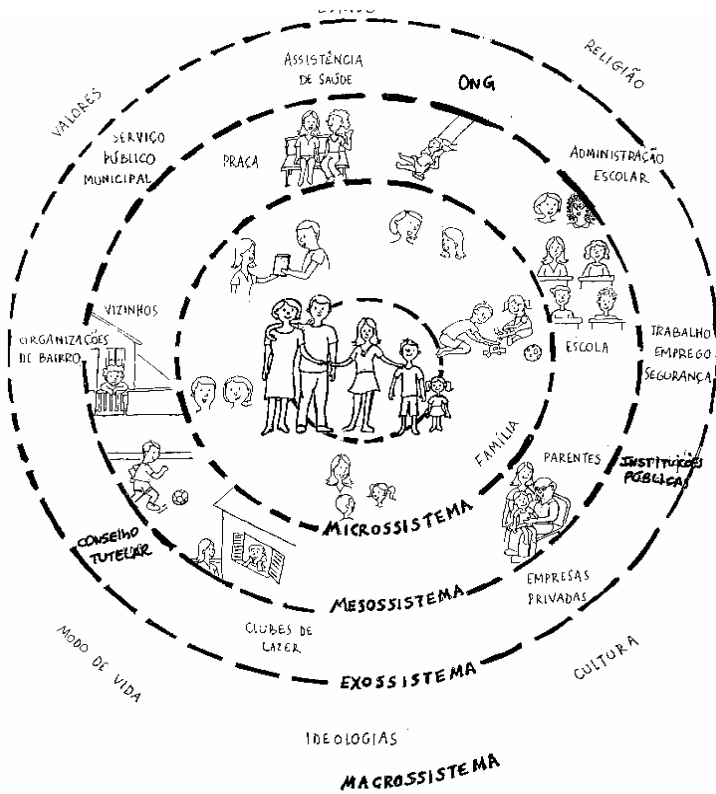 ASSISTÊNCIA
DE SAÚDE
ONG
RELIGIÃO
VALORES
SERVIÇO
PÚBLICO
MUNICIPAL
PRAÇA
ADMINISTRAÇÃO
ESCOLAR
VIZINHOS
ORGANIZAÇÕES
DE BAIRRO
ESCOLA
TRABALHO
EMPREGO
SEGURANÇA
FAMÍLIA
PARENTES
INSTITUIÇÕES
PÚBLICAS
MICROSSISTEMA
CONSELHO
TUTELAR
EMPRESAS
PRIVADAS
MESOSSISTEMA
CLUBES DE
LAZER
MODO DE VIDA
CULTURA
EXOSSISTEMA
IDEOLOGIAS
MACROSSISTEMA